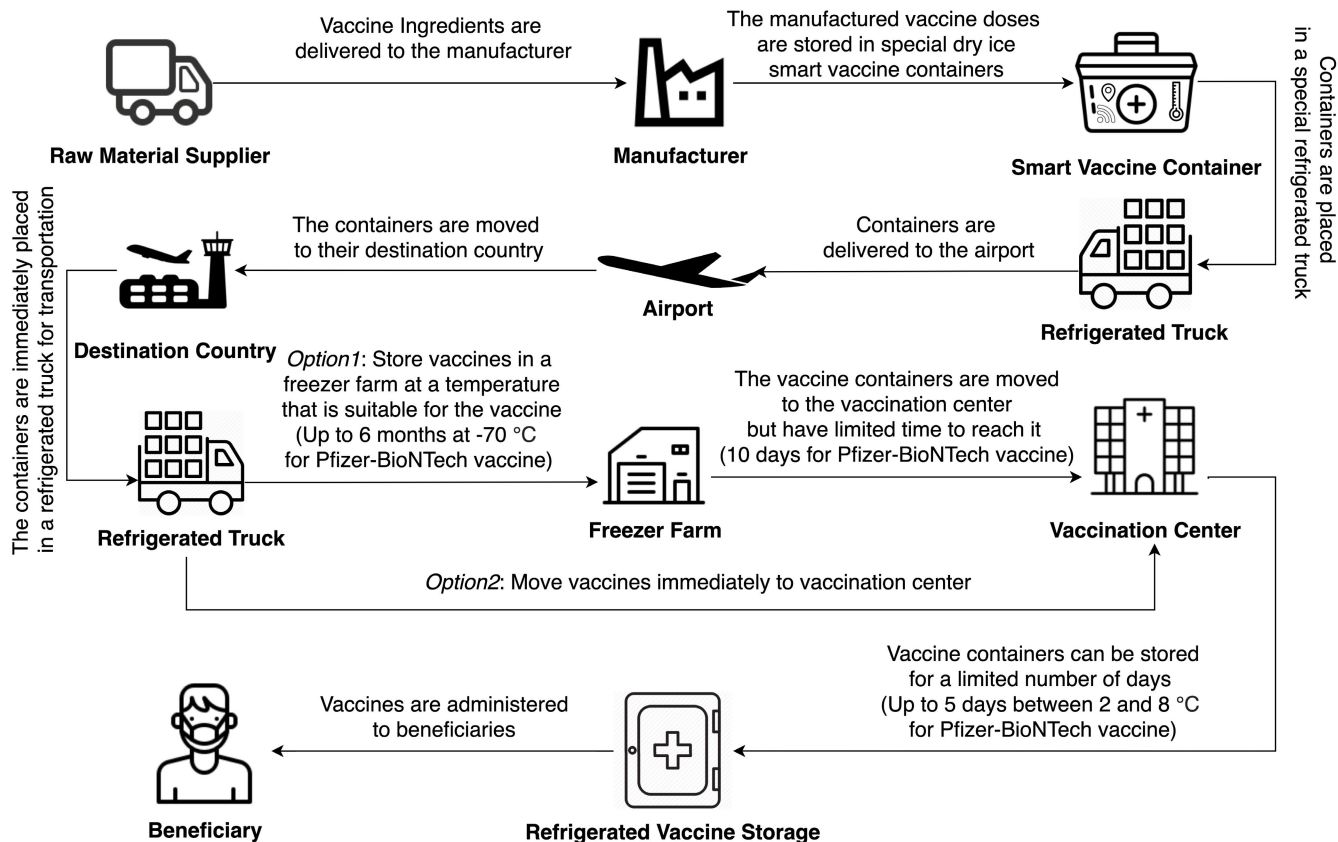 Vaccine Ingredients are
delivered to the manufacturer
The manufactured vaccine doses
are stored in special dry ice
smart vaccine containers
Containers are placed
in a special refrigerated truck
Raw Material Supplier
Manufacturer
Smart Vaccine Container
The containers are immediately placed
in a refrigerated truck for transportation
The containers are moved
to their destination country
Containers are
delivered to the airport
Destination Country
Airport
Refrigerated Truck
Option1: Store vaccines in a
freezer farm at a temperature
that is suitable for the vaccine
(Up to 6 months at -70 °C
for Pfizer-BioNTech vaccine)
The vaccine containers are moved
to the vaccination center
but have limited time to reach it
(10 days for Pfizer-BioNTech vaccine)
Refrigerated Truck
Freezer Farm
Vaccination Center
Option2: Move vaccines immediately to vaccination center
Vaccine containers can be stored
for a limited number of days
(Up to 5 days between 2 and 8 °C
for Pfizer-BioNTech vaccine)
Vaccines are administered
to beneficiaries
Beneficiary
Refrigerated Vaccine Storage